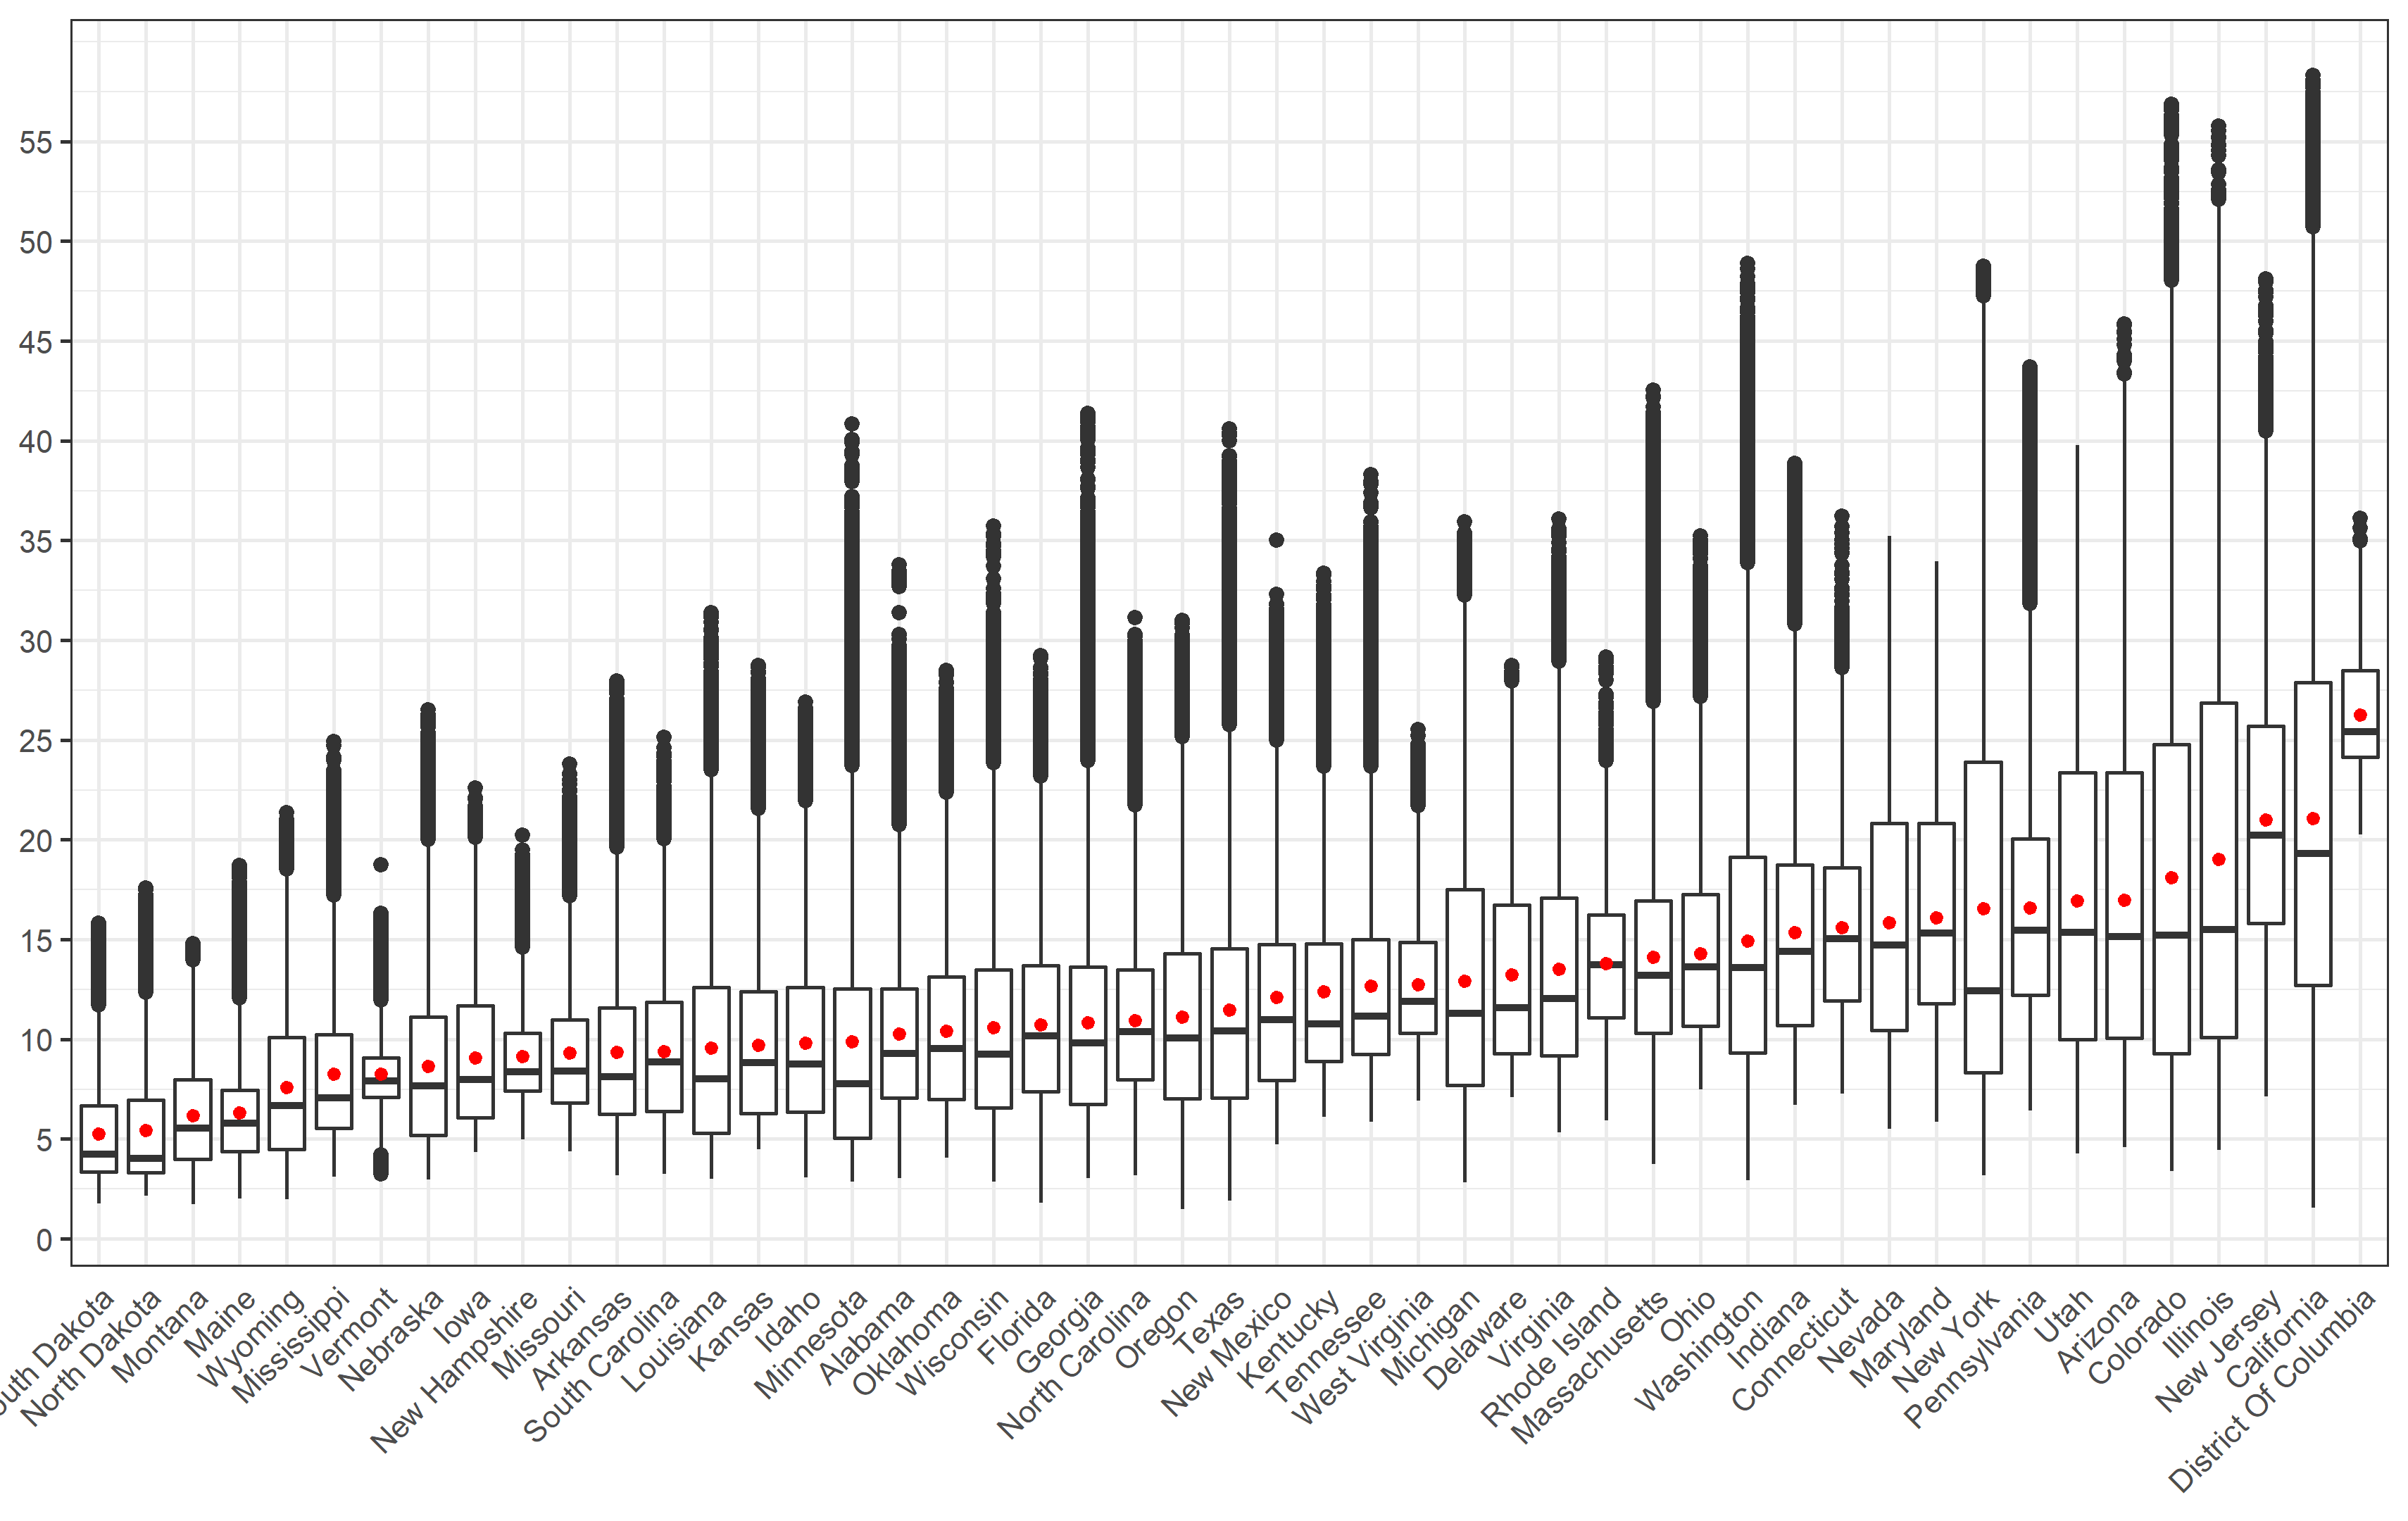 55
50
45
40
35
30
25
20
15
10
5
0
outh Dakota
North Dakota
Montana
Maine
Wyoming
Mississippi
Vermont
Nebraska
Iowa
New Hampshire
Missouri
Arkansas
South Carolina
Louisiana
Kansas
Idaho
Minnesota
Alabama
Oklahoma
Wisconsin
Florida
Georgia
North Carolina
Oregon
Texas
New Mexico
Kentucky
Tennessee
West Virginia
Michigan
Delaware
Virginia
Rhode Island
Massachusetts
Ohio
Washington
Indiana
Connecticut
Nevada
Maryland
New York
Pennsylvania
Utah
Arizona
Colorado
Illinois
New Jersey
California
District Of Columbia